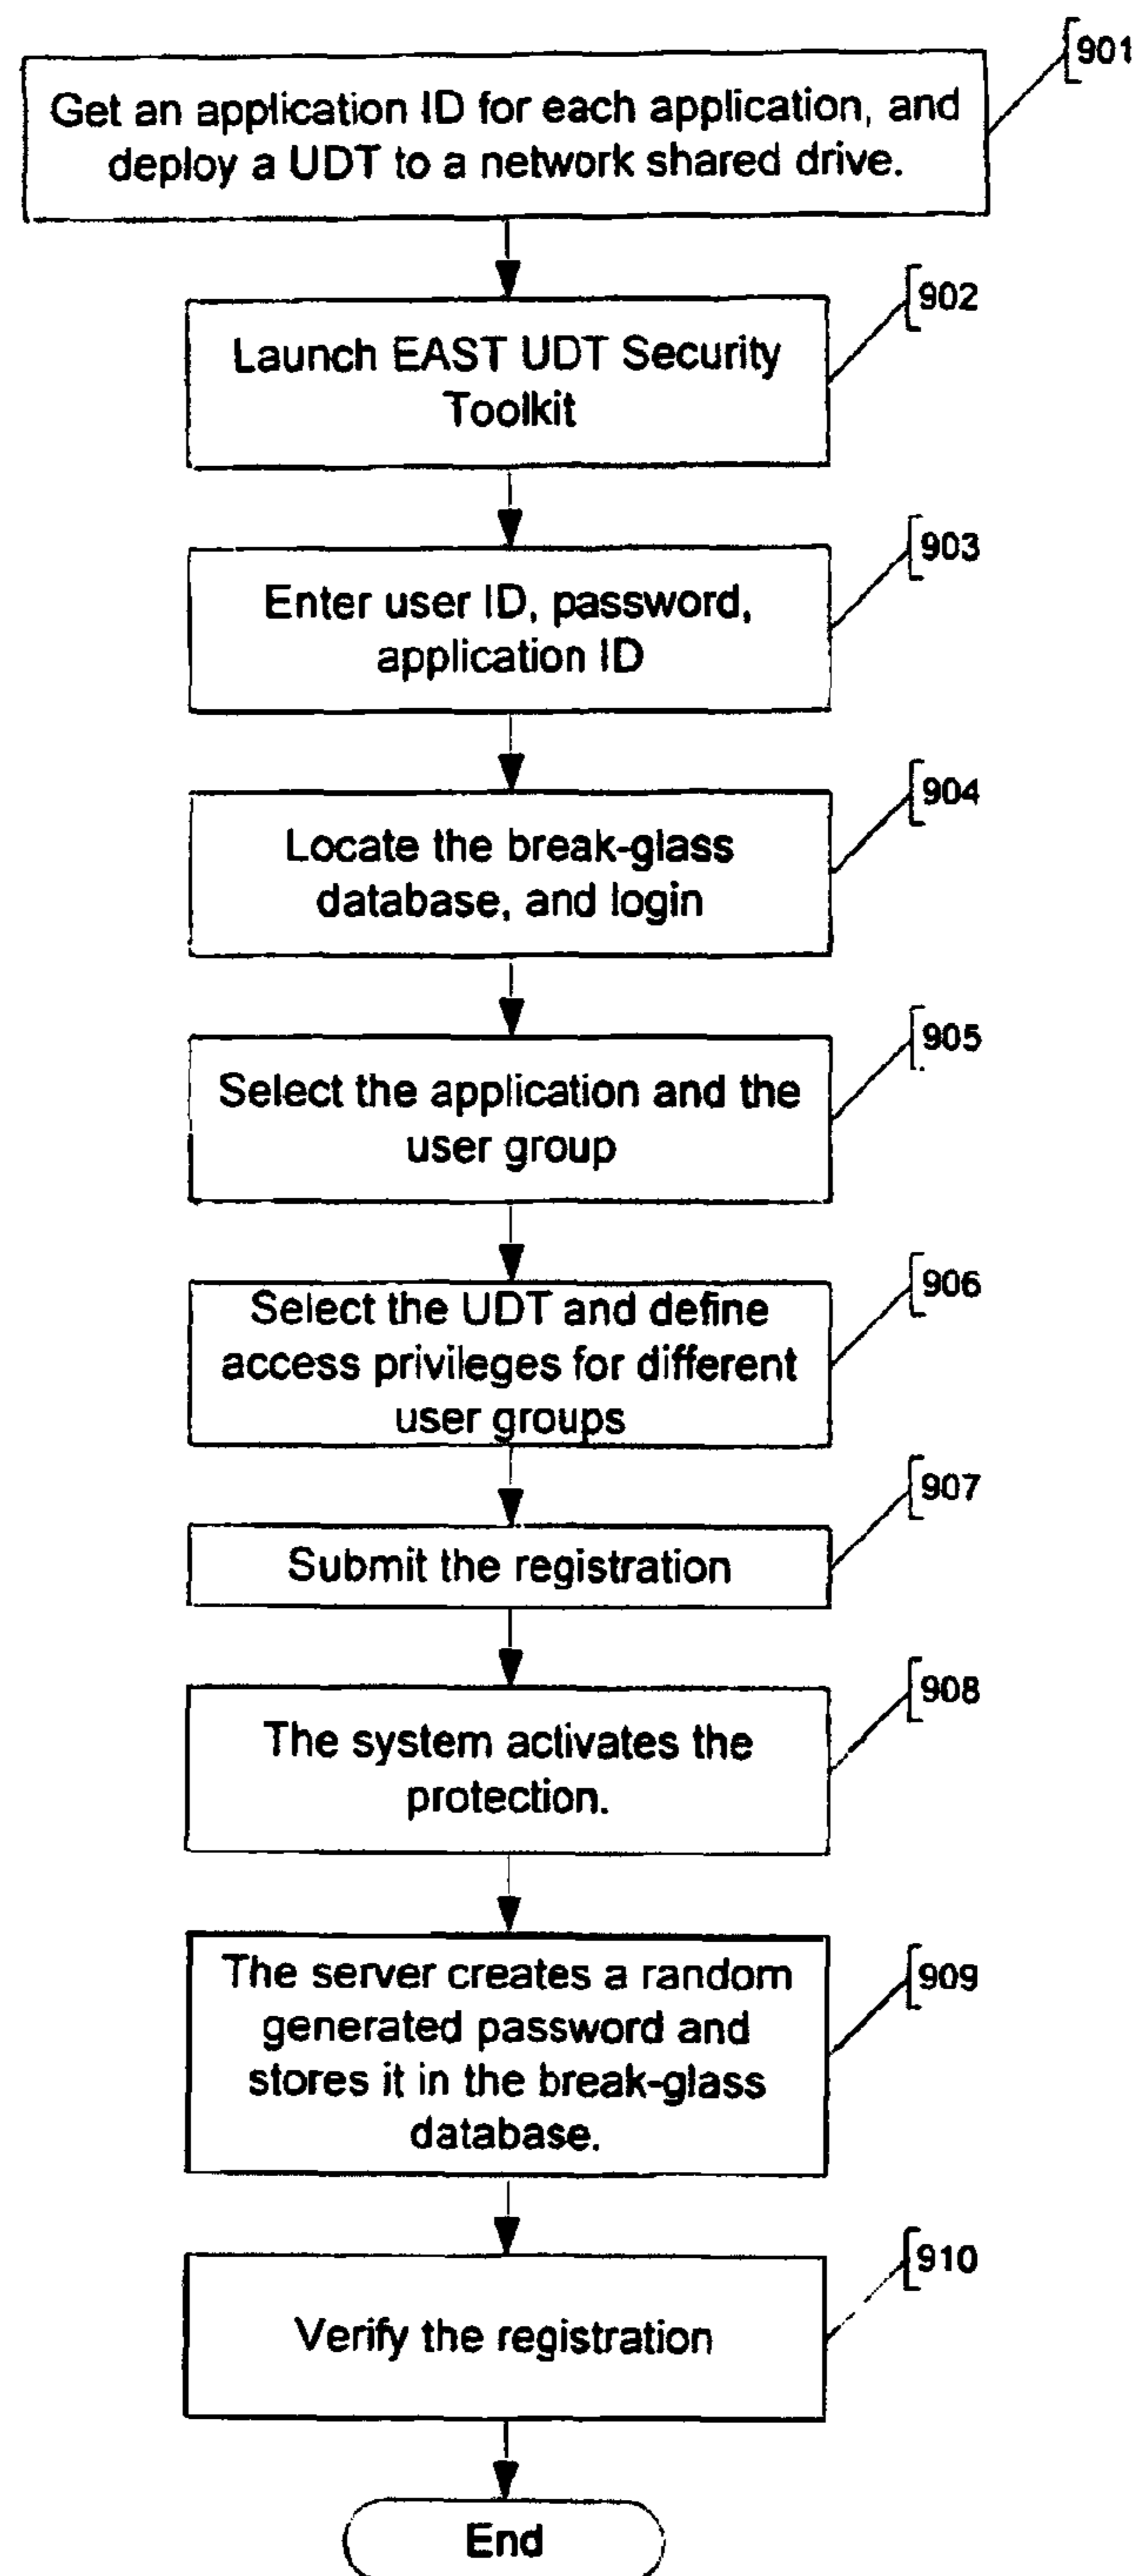 901
Get an application ID for each application, and
deploy a UDT to a network shared drive.
902
Launch EAST UDT Security
Toolkit
903
Enter user ID, password,
application ID
904
Locate the break-glass
database, and login
905
Select the application and the
user group
906
Select the UDT and define
access privileges for different
user groups
907
Submit the registration
908
The system activates the
protection.
909
The server creates a random
generated password and
stores it in the break-glass
database.
910
Verify the registration
End